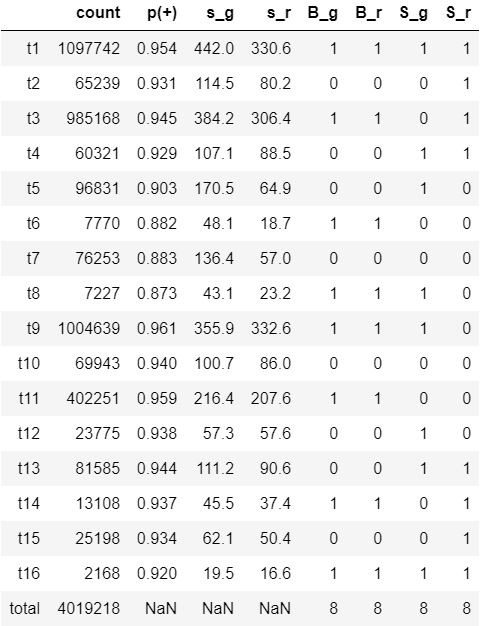 count p(+) s_g s_r B_g B_r S_g S_r
t1 1097742 0.954 442.0 330.6 1 1 1 1
t2 65239 0.931 114.5 80.2 0 0 0 1
t3 985168 0.945 384.2 306.4 1 1 0 1
t4 60321 0.929 107.1 88.5 0 0 1 1
t5 96831 0.903 170.5 64.9 0 0 1 0
t6 7770 0.882 48.1 18.7 1 1 0 0
t7 76253 0.883 136.4 57.0 0 0 0 0
t8 7227 0.873 43.1 23.2 1 1 1 0
t9 1004639 0.961 355.9 332.6 1 1 1 0
t10 69943 0.940 100.7 86.0 0 0 0 0
t11 402251 0.959 216.4 207.6 1 1 0 0
t12 23775 0.938 57.3 57.6 0 0 1 0
t13 81585 0.944 111.2 90.6 0 0 1 1
t14 13108 0.937 45.5 37.4 1 1 0 1
t15 25198 0.934 62.1 50.4 0 0 0 1
t16 2168 0.920 19.5 16.6 1 1 1 1
total 4019218 NaN NaN NaN 8 8 8 8